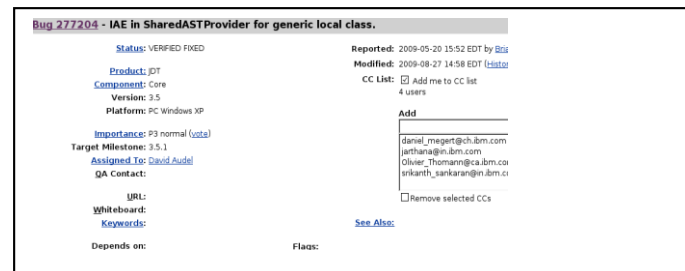 Bug 277204 - IAE in SharedASTProvider for generic local class.
Status: VERIFIED FIXED
Product: JDT
Component: Core
Version: 3.5
Platform: PC Windows XP
Importance: P3 normal (vote)
Target Milestone: 3.5.1
Assigned To: David Audel
QA Contact:
URL:
Whiteboard:
Keywords:
Depends on:
Reported: 2009-05-20 15:52 EDT by
Modified: 2009-08-27 14:58 EDT
CC List: Add me to CC list
4 users
Add
daniel_megert@ch.ibm.com
jarthana@in.ibm.com
Olivier_Thomann@ca.ibm.co
srikanth_sankaran@in.ibm.c
Remove selected CCs
See Also:
Flags: